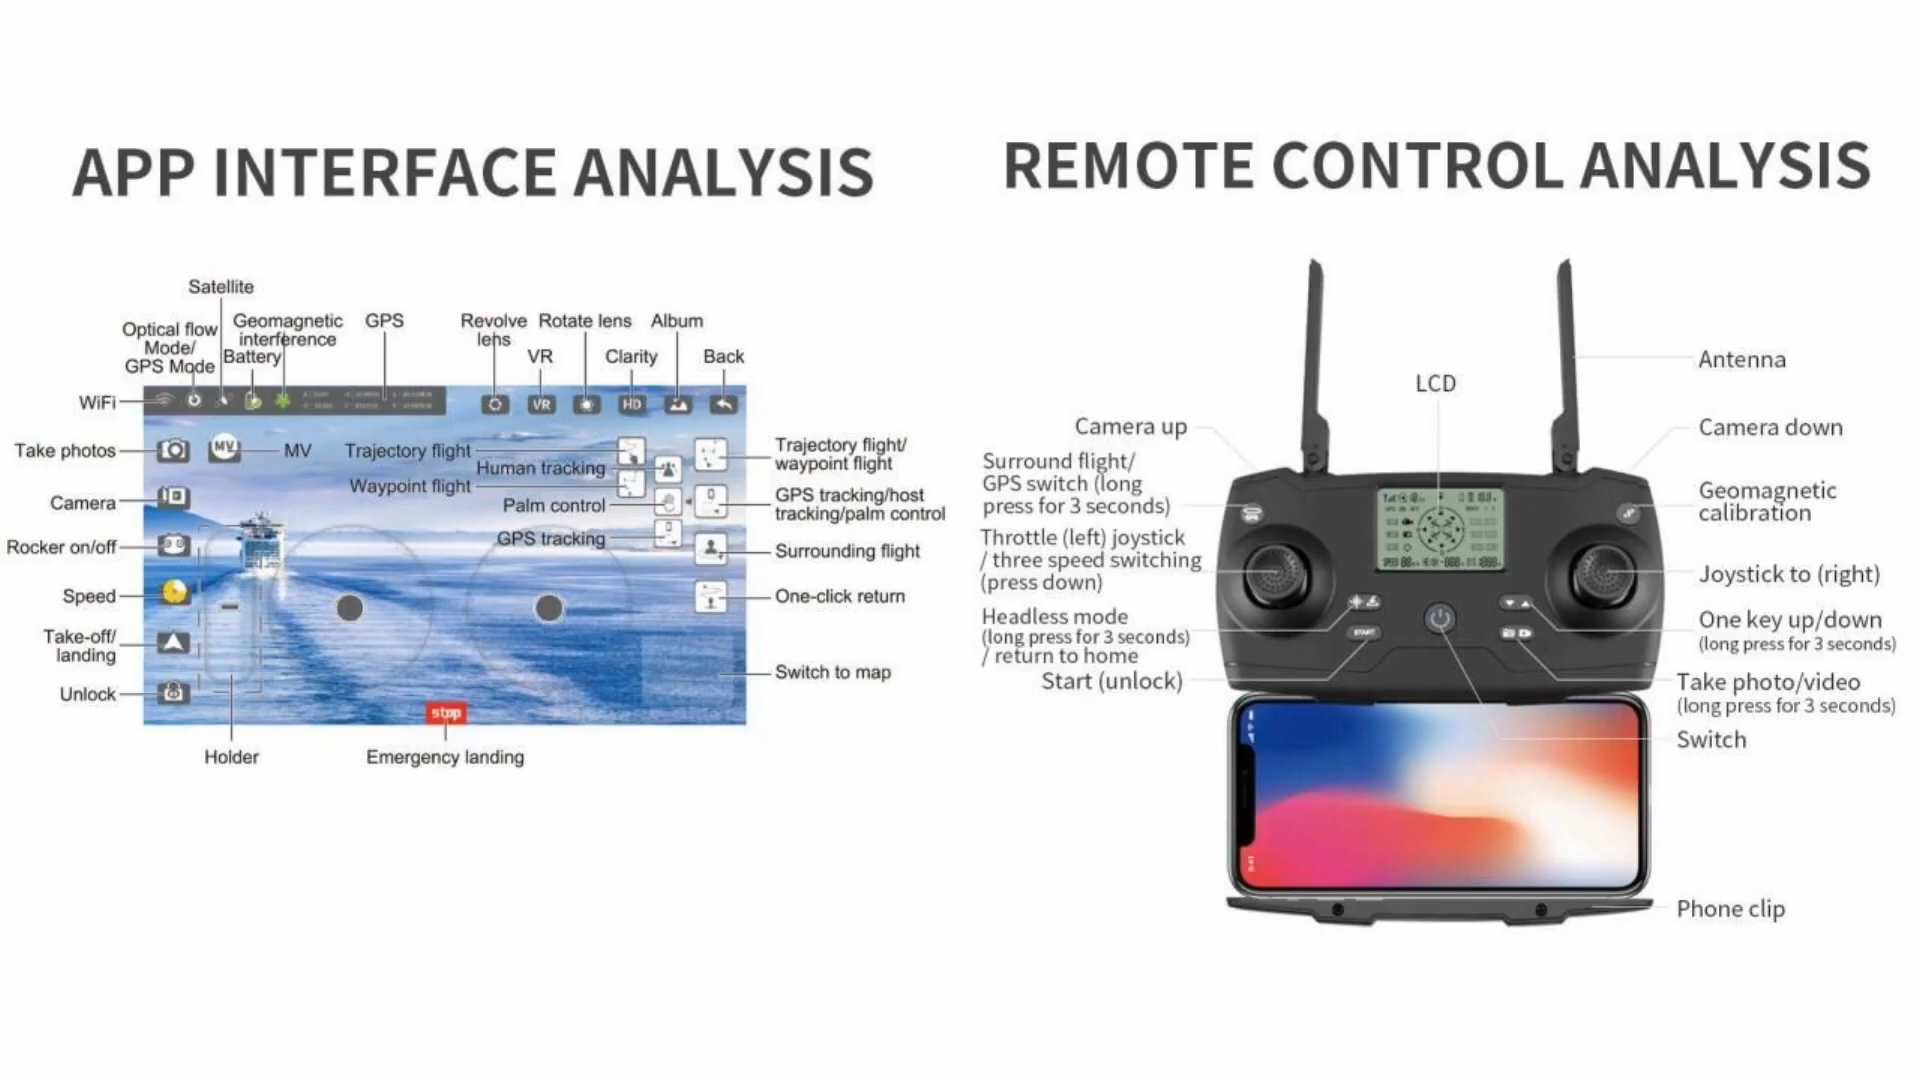 APP INTERFACE ANALYSIS
Satellite
Optical flow
Mode/
GPS Mode
Geomagnetic
interference
Battery
GPS
Revolve
lens
Rotate lens
Album
VR
Clarity
Back
WiFi
VR
HD
Take photos
MV
MV
Trajectory flight
Human tracking
Waypoint flight
Palm control
GPS tracking
Trajectory flight/
waypoint flight
GPS tracking/host
tracking/palm control
Camera
Rocker on/off
Surrounding flight
Speed
One-click return
Take-off/
landing
Switch to map
Unlock
stop
Holder
Emergency landing
REMOTE CONTROL ANALYSIS
LCD
Antenna
Camera up
Camera down
Surround flight/
GPS switch (long
press for 3 seconds)
Geomagnetic
calibration
Throttle (left) joystick
/ three speed switching
(press down)
Joystick to (right)
Headless mode
(long press for 3 seconds)
/ return to home
One key up/down
(long press for 3 seconds)
START
Start (unlock)
Take photo/video
(long press for 3 seconds)
Switch
Phone clip